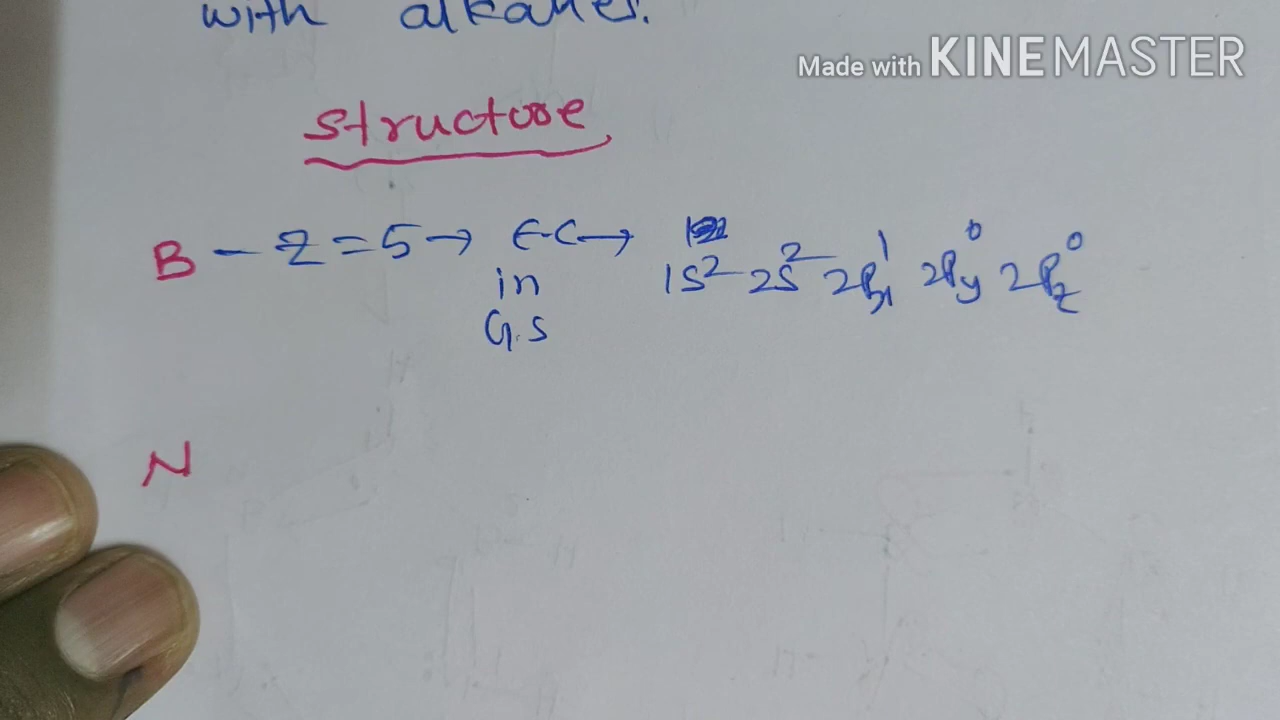 with alkanes.
Made with KINEMASTER
Structure
B - Z = 5 → E.C → 1s² 2s² 2Px¹ 2Py⁰ 2Pz⁰
in
G.S
N